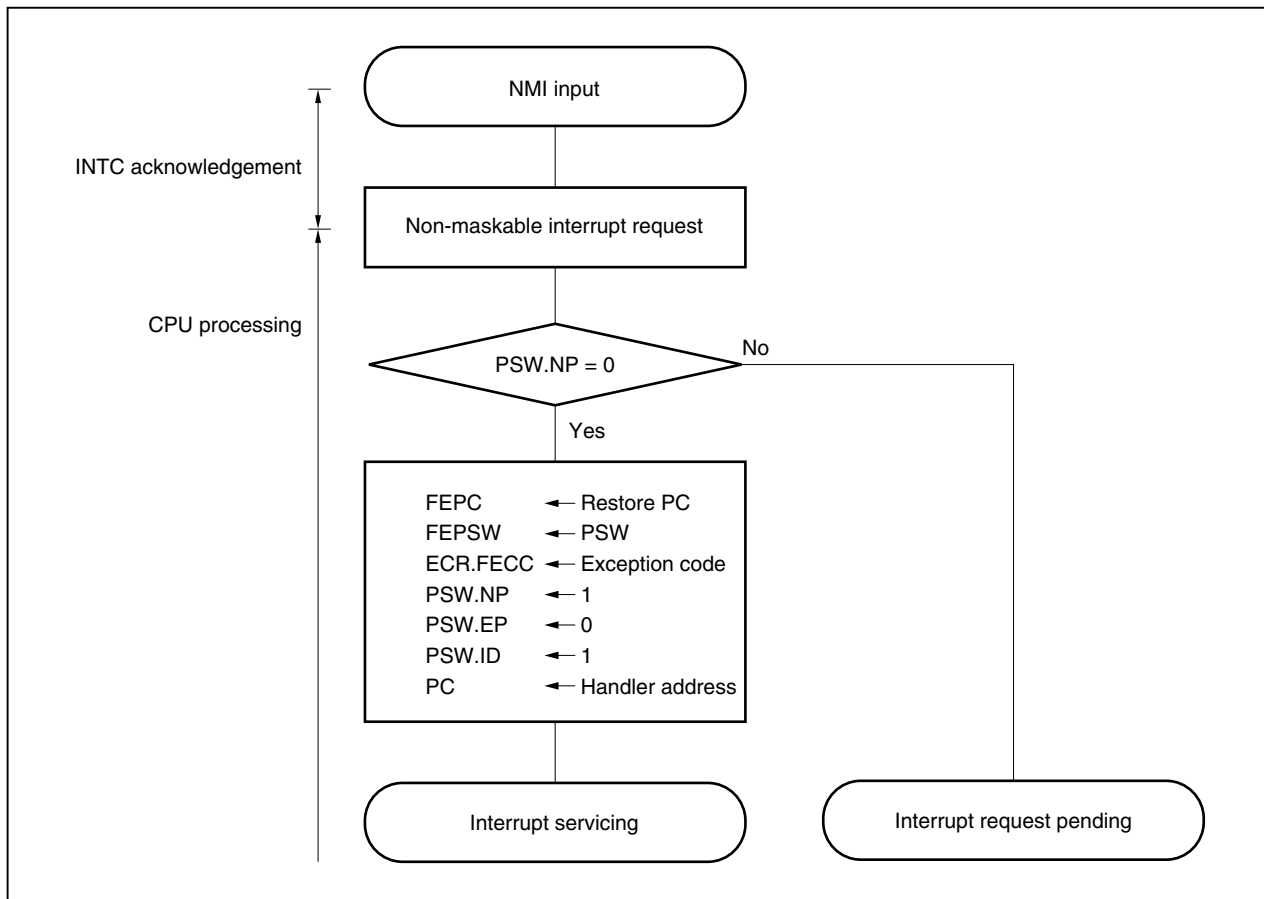 NMI input
INTC acknowledgement
Non-maskable interrupt request
CPU processing
PSW.NP = 0
No
Yes
FEPC ← Restore PC
FEPSW ← PSW
ECR.FECC ← Exception code
PSW.NP ← 1
PSW.EP ← 0
PSW.ID ← 1
PC ← Handler address
Interrupt servicing
Interrupt request pending